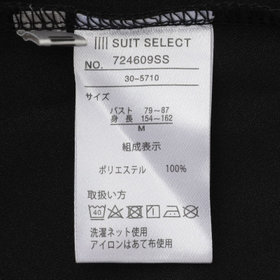 SUIT SELECT
NO. 724609SS
30-5710
サイズ
バスト 79~87
身長 154~162
M
組成表示
ポリエステル 100%
取扱い方
40
洗濯ネット使用
アイロンはあて布使用